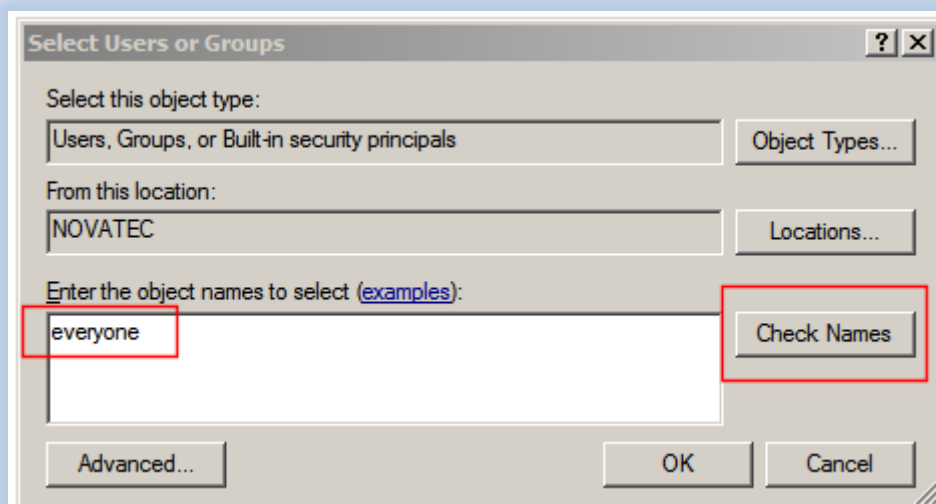 Select Users or Groups
Select this object type:
Users, Groups, or Built-in security principals
Object Types...
From this location:
NOVATEC
Locations...
Enter the object names to select (examples):
everyone
Check Names
Advanced...
OK
Cancel